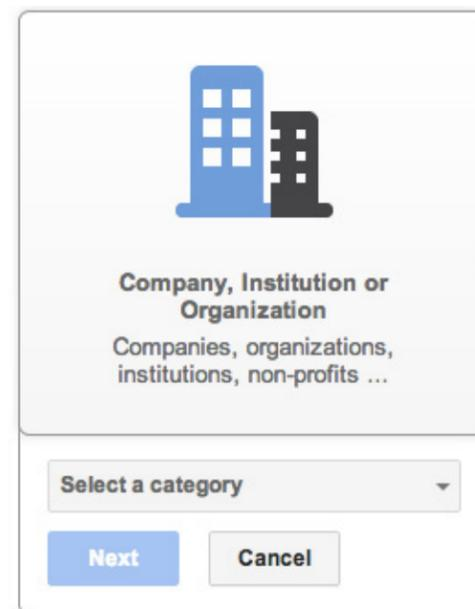 Company, Institution or
Organization
Companies, organizations,
institutions, non-profits ...
Select a category
Next
Cancel